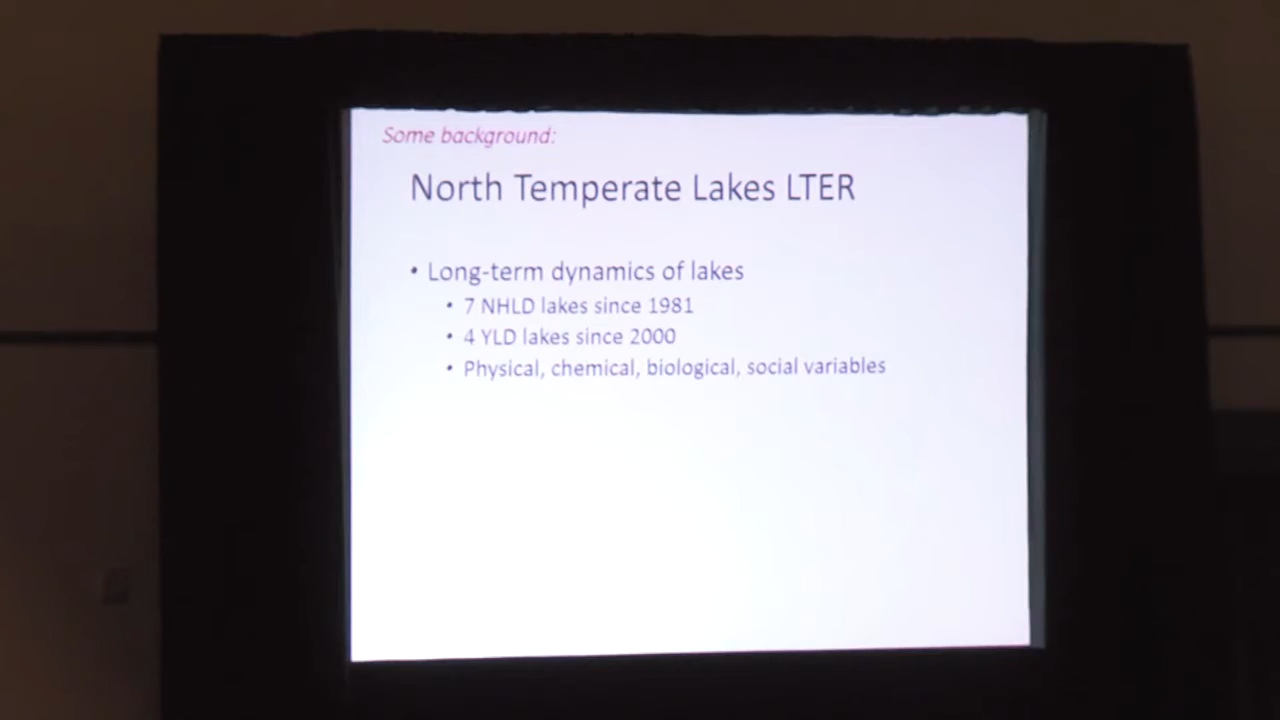 Some background:
North Temperate Lakes LTER
• Long-term dynamics of lakes
• 7 NHLD lakes since 1981
• 4 YLD lakes since 2000
• Physical, chemical, biological, social variables